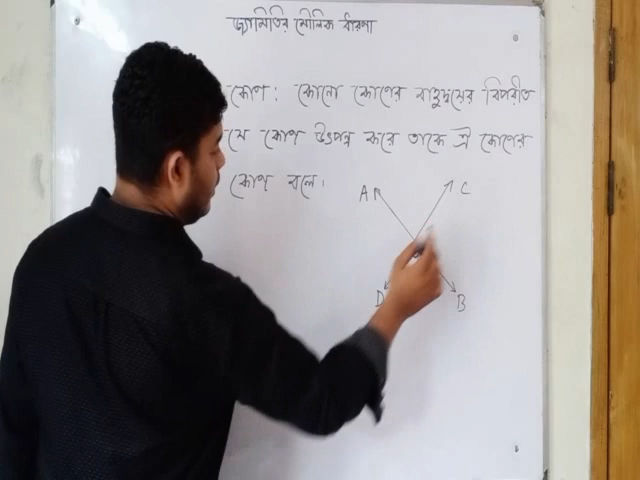 জ্যামিতির মৌলিক ধারণা
কোণ: কোনো কোণের বাহুদ্বয়ের বিপরীত
যে কোণ উৎপন্ন করে তাকে ঐ কোণের
কোণ বলে।
A C
D B